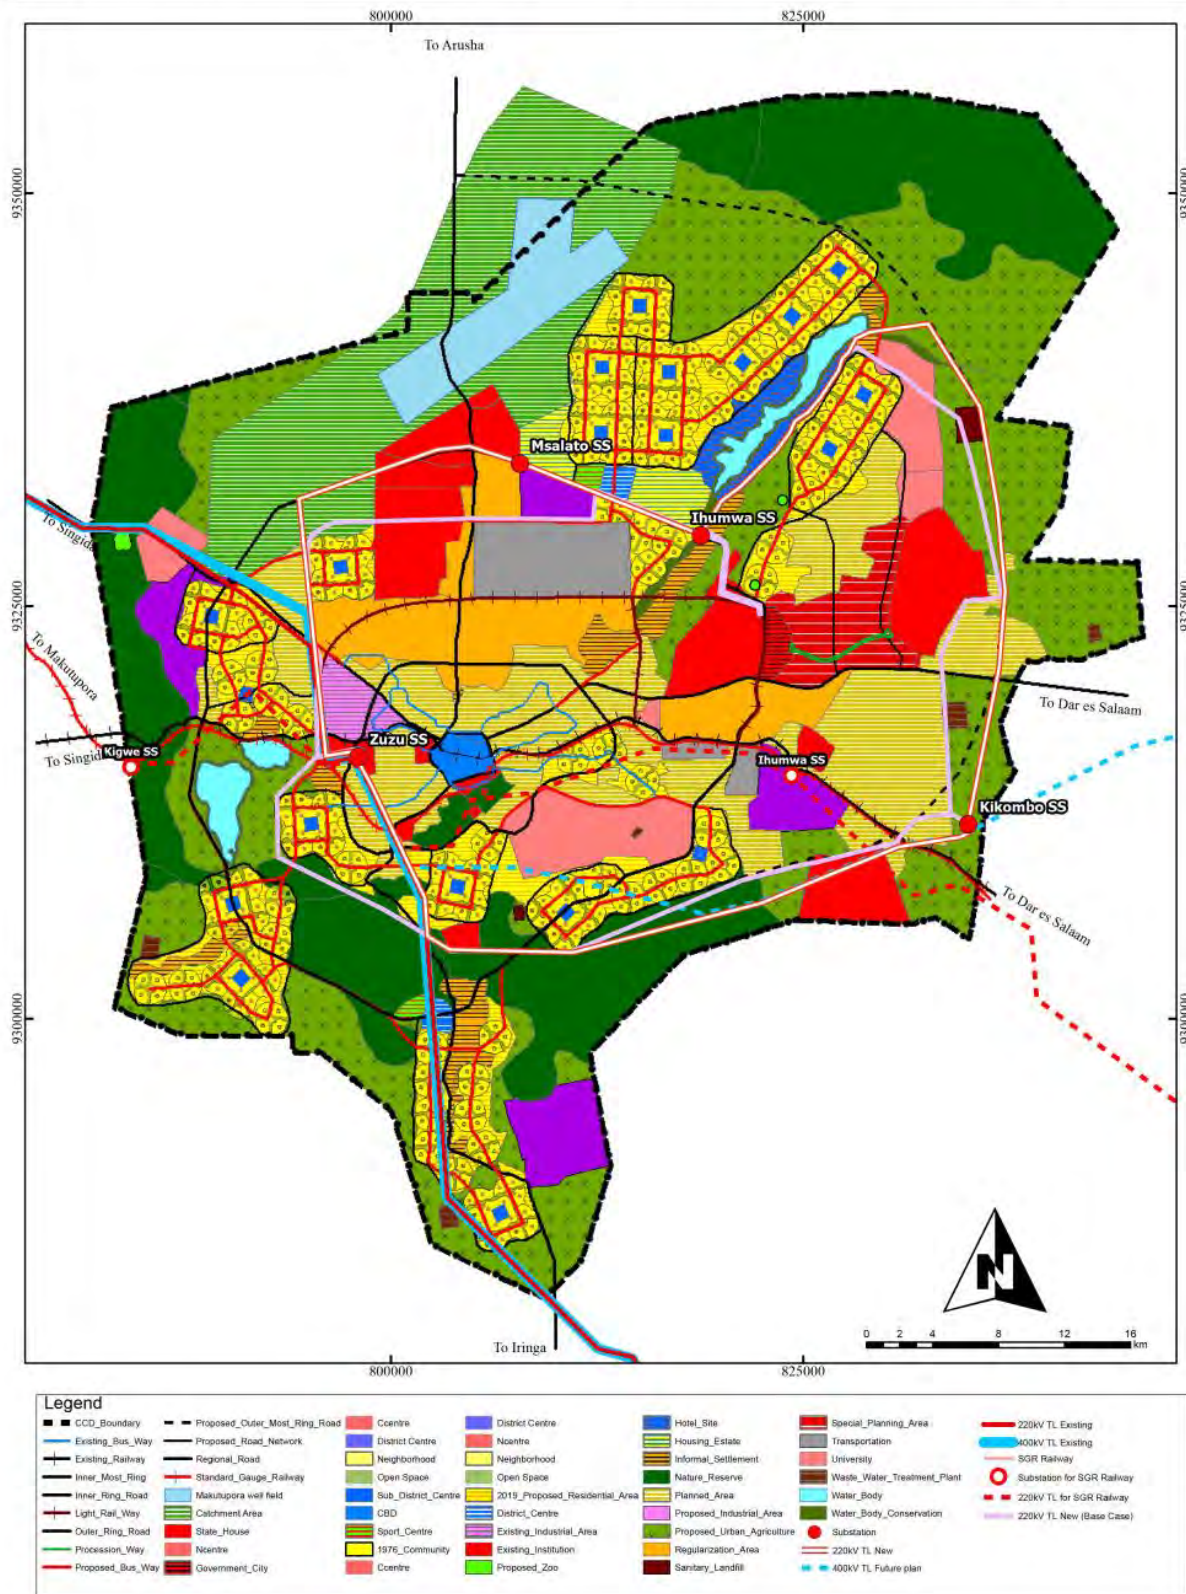 800000
825000
To Arusha
9350000
9350000
Msalato SS
Ihumwa SS
To Singida
9325000
9325000
To Makutupora
To Dar es Salaam
Zuzu SS
Kigwe SS
To Singida
Ihumwa SS
Kikombo SS
To Dar es Salaam
9300000
9300000
N
To Iringa
0 2 4 8 12 16
km
800000
825000
Legend
CCD_Boundary
Existing_Bus_Way
Existing_Railway
Inner_Most_Ring
Inner_Ring_Road
Light_Rail_Way
Outer_Ring_Road
Procession_Way
Proposed_Bus_Way
Proposed_Outer_Most_Ring_Road
Proposed_Road_Network
Regional_Road
Standard_Gauge_Railway
Makutupora well field
Catchment Area
State_House
Ncentre
Government_City
Ccentre
District Centre
Neighborhood
Open Space
Sub_District_Centre
CBD
Sport_Centre
1976_Community
Ccentre
District Centre
Ncentre
Neighborhood
Open Space
2019_Proposed_Residential_Area
District_Centre
Existing_Industrial_Area
Existing_Institution
Proposed_Zoo
Hotel_Site
Housing_Estate
Informal_Settlement
Nature_Reserve
Planned_Area
Proposed_Industrial_Area
Proposed_Urban_Agriculture
Regularization_Area
Sanitary_Landfill
Special_Planning_Area
Transportation
University
Waste_Water_Treatment_Plant
Water_Body
Water_Body_Conservation
Substation
220kV TL New
400kV TL Future plan
220kV TL Existing
400kV TL Existing
SGR Railway
Substation for SGR Railway
220kV TL for SGR Railway
220kV TL New (Base Case)